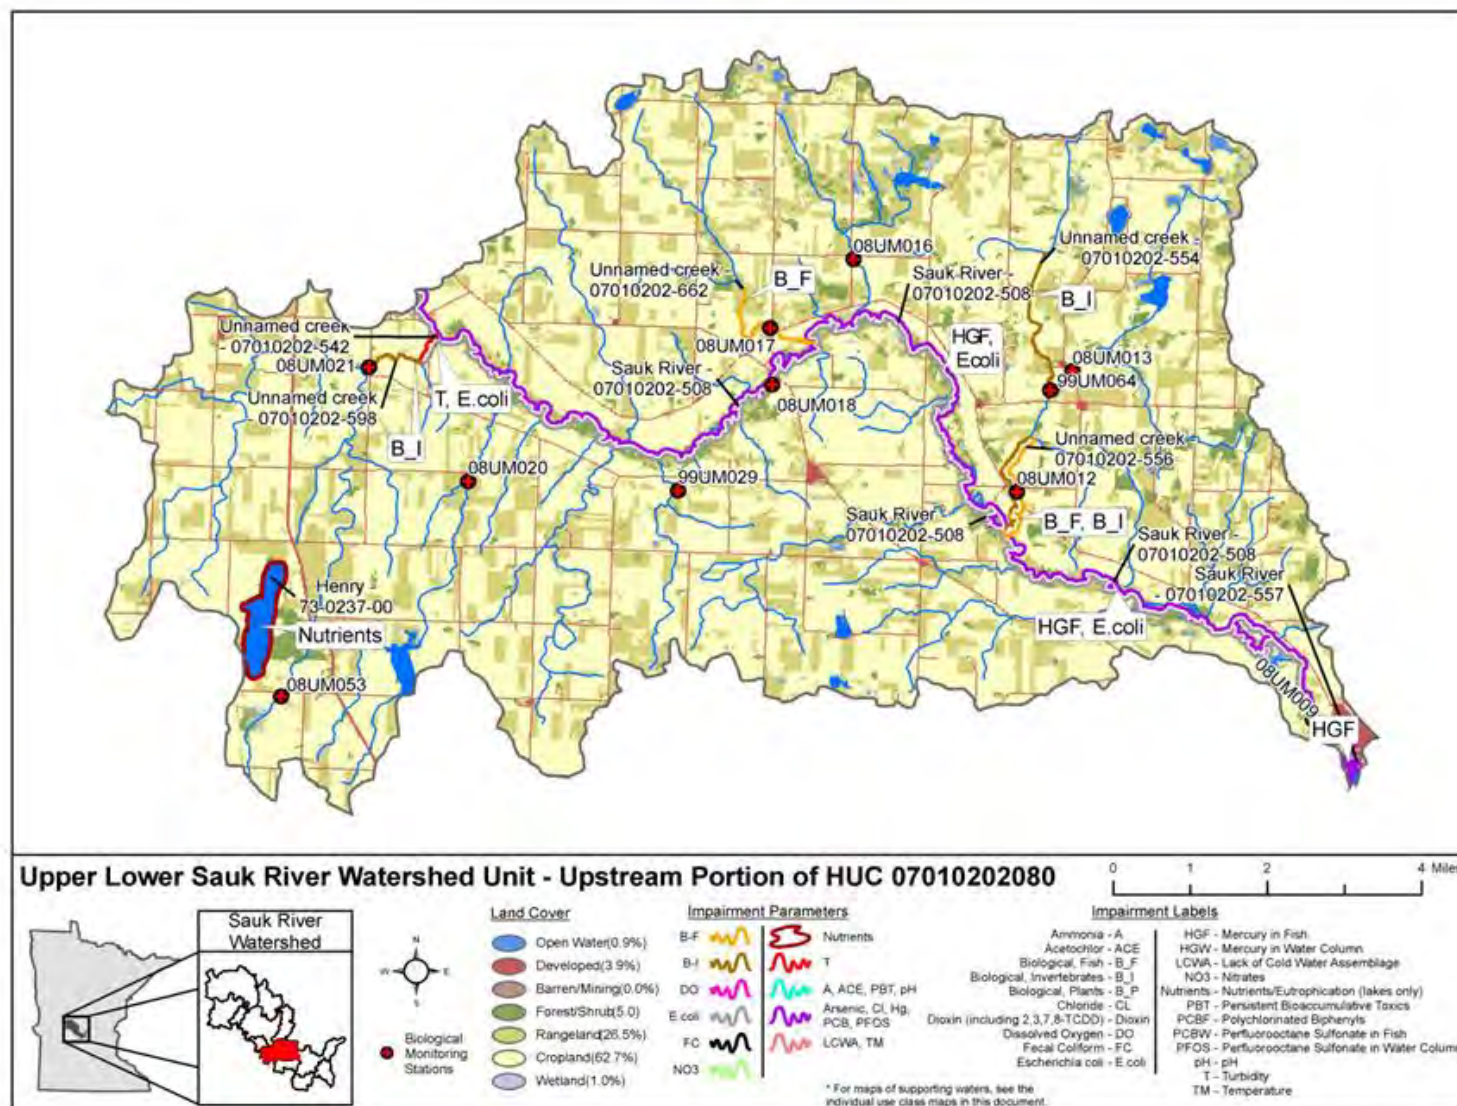 08UM016
Unnamed creek -
07010202-554
Unnamed creek -
07010202-662
B_F
Sauk River -
07010202-508
B_I
Unnamed creek
- 07010202-542
08UM021
08UM017
HGF,
E.coli
08UM013
99UM064
Sauk River -
07010202-508
T, E.coli
08UM018
Unnamed creek
- 07010202-598
B_I
Unnamed creek
- 07010202-556
08UM020
99UM029
08UM012
Sauk River -
07010202-508
B_F, B_I
Sauk River -
07010202-508
Sauk River
- 07010202-557
Henry
73-0237-00
Nutrients
HGF, E.coli
08UM009
08UM053
HGF
Upper Lower Sauk River Watershed Unit - Upstream Portion of HUC 07010202080
0 1 2 4 Miles
Sauk River
Watershed
N
W E
S
Biological
Monitoring
Stations
Land Cover
Open Water(0.9%)
Developed(3.9%)
Barren/Mining(0.0%)
Forest/Shrub(5.0)
Rangeland(26.5%)
Cropland(62.7%)
Wetland(1.0%)
Impairment Parameters
B-F
B-I
DO
E.coli
FC
NO3
Nutrients
T
A, ACE, PBT, pH
Arsenic, Cl, Hg,
PCB, PFOS
LCWA, TM
* For maps of supporting waters, see the
individual use class maps in this document.
Impairment Labels
Ammonia - A
Acetochlor - ACE
Biological, Fish - B_F
Biological, Invertebrates - B_I
Biological, Plants - B_P
Chloride - CL
Dioxin (including 2,3,7,8-TCDD) - Dioxin
Dissolved Oxygen - DO
Fecal Coliform - FC
Escherichia coli - E.coli
HGF - Mercury in Fish
HGW - Mercury in Water Column
LCWA - Lack of Cold Water Assemblage
NO3 - Nitrates
Nutrients - Nutrients/Eutrophication (lakes only)
PBT - Persistent Bioaccumulative Toxics
PCBF - Polychlorinated Biphenyls
PCBW - Perfluorooctane Sulfonate in Fish
PFOS - Perfluorooctane Sulfonate in Water Column
pH - pH
T - Turbidity
TM - Temperature